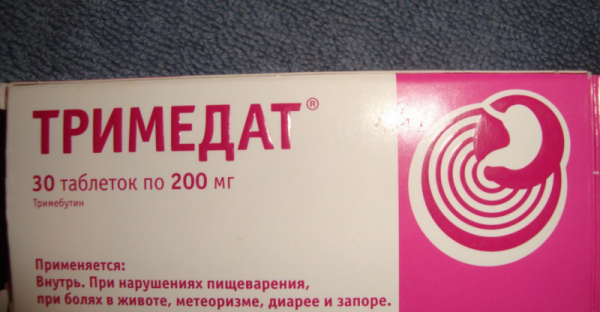 ТРИМЕДАТ®
30 таблеток по 200 мг
Тримебутин
Применяется:
Внутрь. При нарушениях пищеварения,
при болях в животе, метеоризме, диарее и запоре.